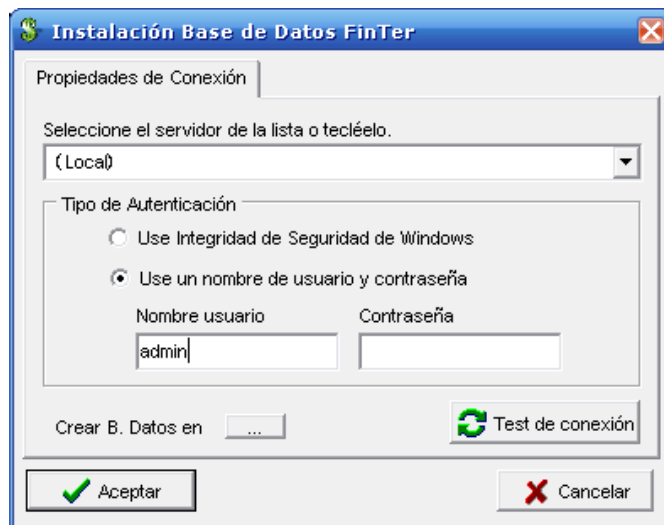 Instalación Base de Datos FinTer
Propiedades de Conexión
Seleccione el servidor de la lista o tecléelo.
(Local)
Tipo de Autenticación
Use Integridad de Seguridad de Windows
Use un nombre de usuario y contraseña
Nombre usuario Contraseña
admin
Crear B. Datos en ... Test de conexión
Aceptar Cancelar